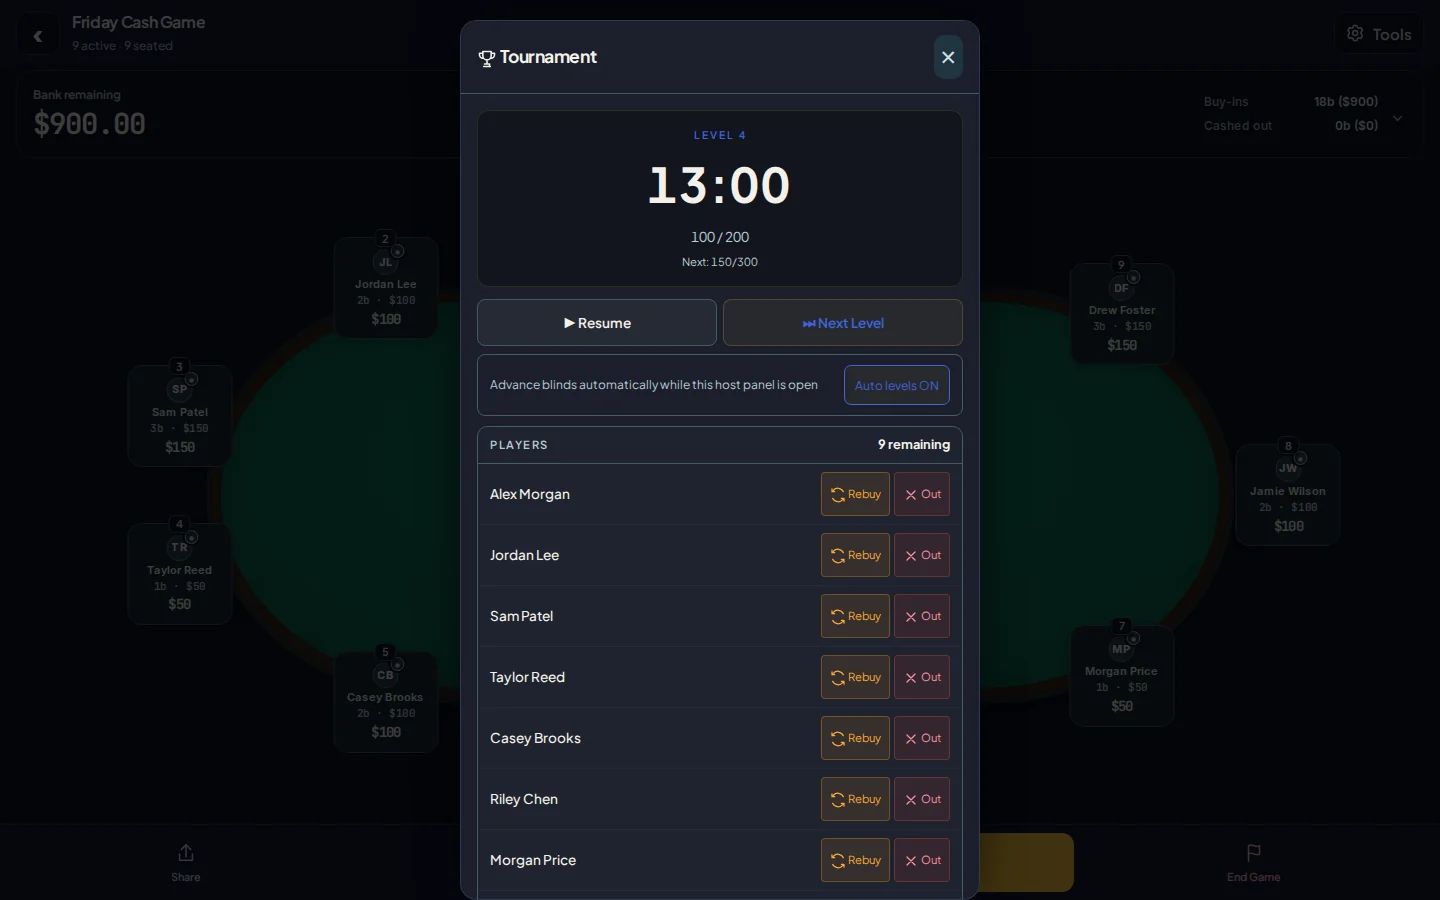 Friday Cash Game
9 active · 9 seated
Tools
Bank remaining
$900.00
Buy-ins 18b ($900)
Cashed out 0b ($0)
Tournament
LEVEL 4
13:00
100 / 200
Next: 150/300
Resume
Next Level
Advance blinds automatically while this host panel is open
Auto levels ON
PLAYERS
9 remaining
Alex Morgan
Rebuy
Out
Jordan Lee
Rebuy
Out
Sam Patel
Rebuy
Out
Taylor Reed
Rebuy
Out
Casey Brooks
Rebuy
Out
Riley Chen
Rebuy
Out
Morgan Price
Rebuy
Out
2
JL
Jordan Lee
2b · $100
$100
3
SP
Sam Patel
3b · $150
$150
4
TR
Taylor Reed
1b · $50
$50
5
CB
Casey Brooks
2b · $100
$100
9
DF
Drew Foster
3b · $150
$150
8
JW
Jamie Wilson
2b · $100
$100
7
MP
Morgan Price
1b · $50
$50
Share
End Game